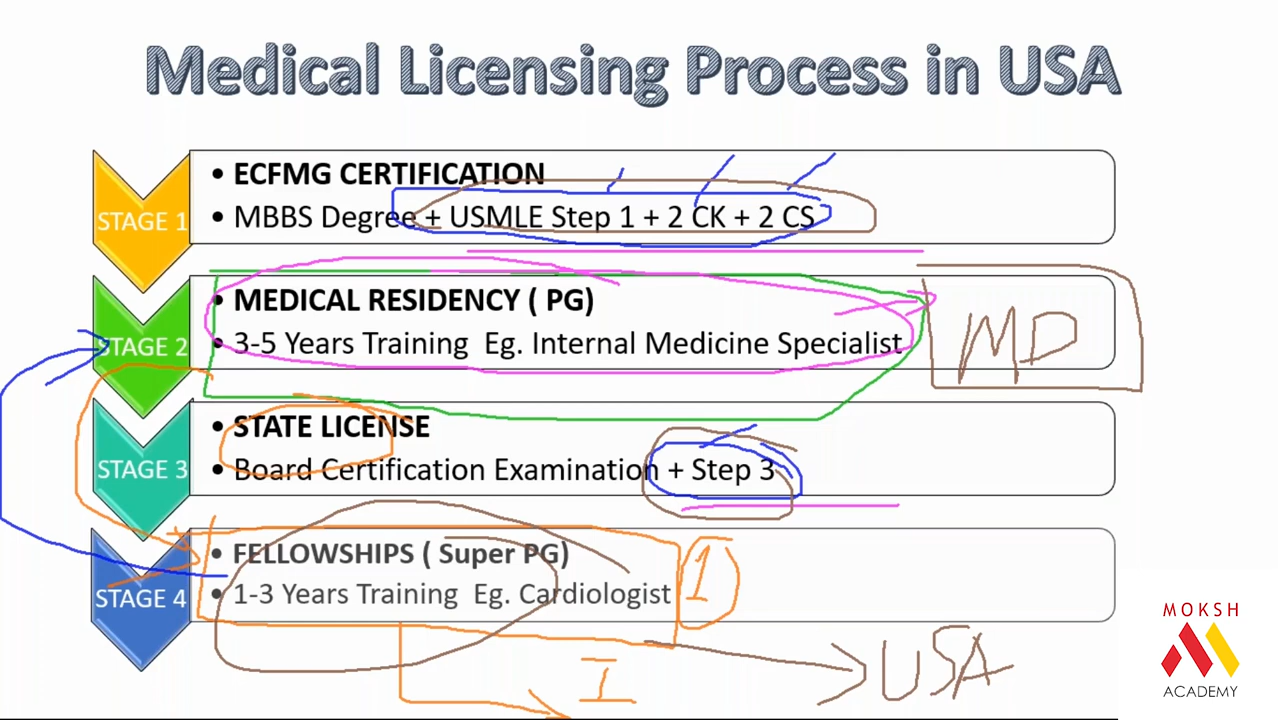 Medical Licensing Process in USA
STAGE 1
• ECFMG CERTIFICATION
• MBBS Degree + USMLE Step 1 + 2 CK + 2 CS
STAGE 2
• MEDICAL RESIDENCY ( PG)
• 3-5 Years Training Eg. Internal Medicine Specialist
MD
STAGE 3
• STATE LICENSE
• Board Certification Examination + Step 3
STAGE 4
• FELLOWSHIPS ( Super PG)
• 1-3 Years Training Eg. Cardiologist
1
I
USA
MOKSH
ACADEMY